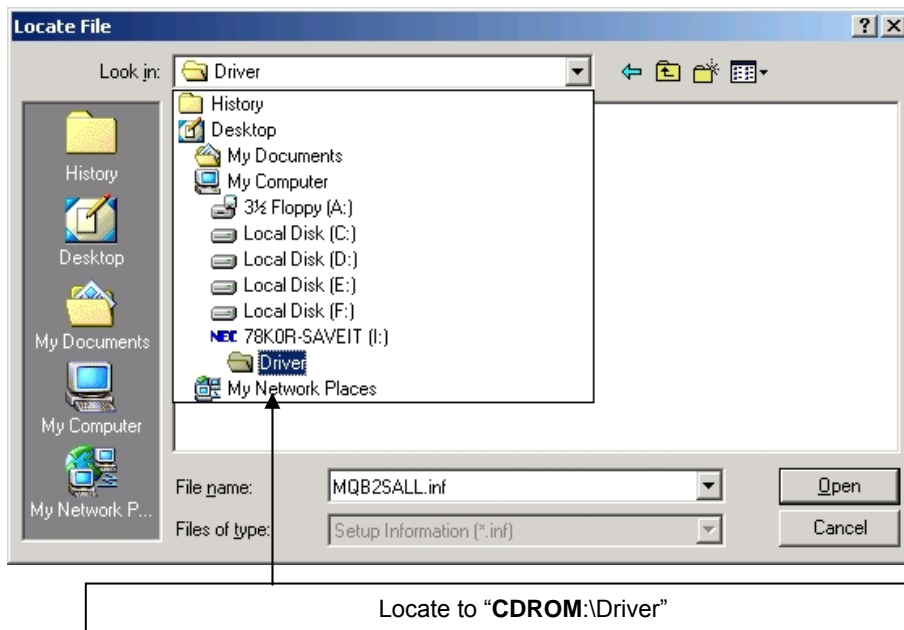 Locate File
Look in: Driver
History
Desktop
My Documents
My Computer
3½ Floppy (A:)
Local Disk (C:)
Local Disk (D:)
Local Disk (E:)
Local Disk (F:)
NEC 78K0R-SAVEIT (I:)
Driver
My Network Places
History
Desktop
My Documents
My Computer
My Network P...
File name: MQB2SALL.inf Open
Files of type: Setup Information (*.inf) Cancel
Locate to “CDROM:\Driver”